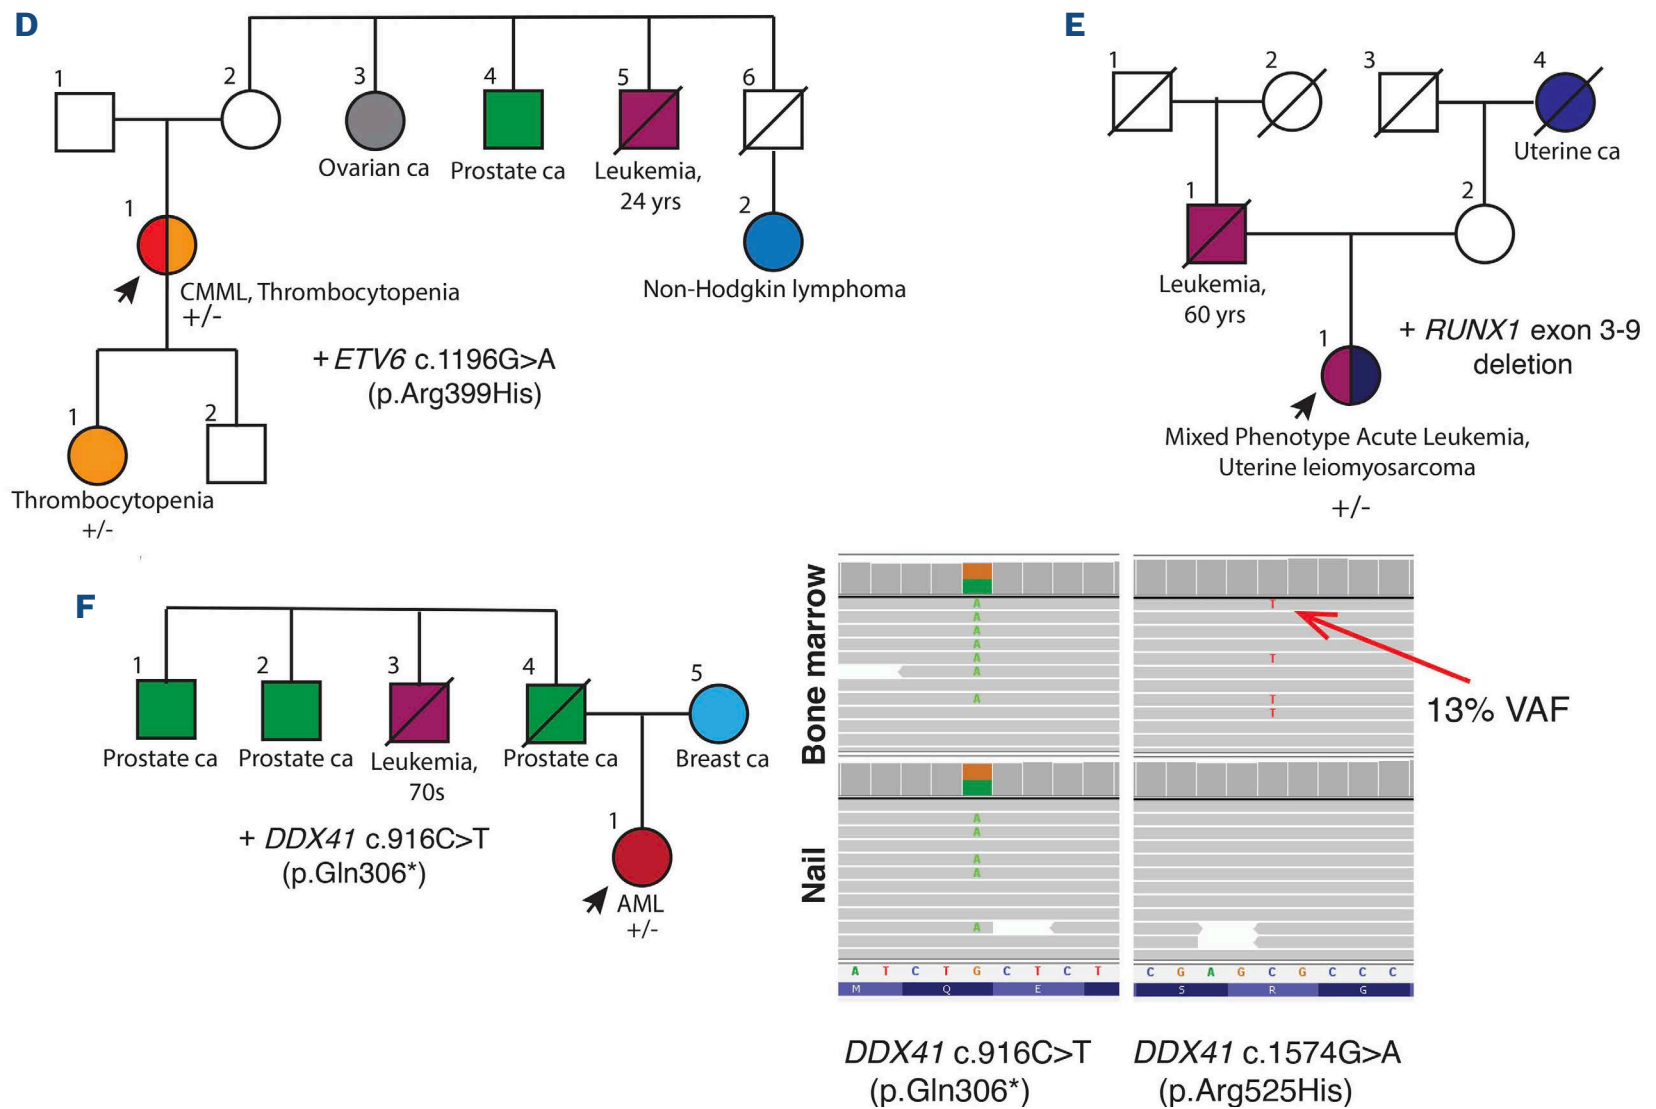 D
1
2
3
4
5
6
Ovarian ca
Prostate ca
Leukemia,
24 yrs
1
2
CMML, Thrombocytopenia
+/-
Non-Hodgkin lymphoma
+ ETV6 c.1196G>A
(p.Arg399His)
1
2
Thrombocytopenia
+/-
E
1
2
3
4
Uterine ca
1
2
Leukemia,
60 yrs
+ RUNX1 exon 3-9
deletion
1
Mixed Phenotype Acute Leukemia,
Uterine leiomyosarcoma
+/-
F
1
2
3
4
5
Prostate ca
Prostate ca
Leukemia,
70s
Prostate ca
Breast ca
+ DDX41 c.916C>T
(p.Gln306*)
1
AML
+/-
Bone marrow
A
A
A
A
A
A
A
T
T
T
T
13% VAF
Nail
A
A
A
A
A
A T C T G C T C T
M Q E
C G A G C G C C C
S R G
DDX41 c.916C>T
(p.Gln306*)
DDX41 c.1574G>A
(p.Arg525His)